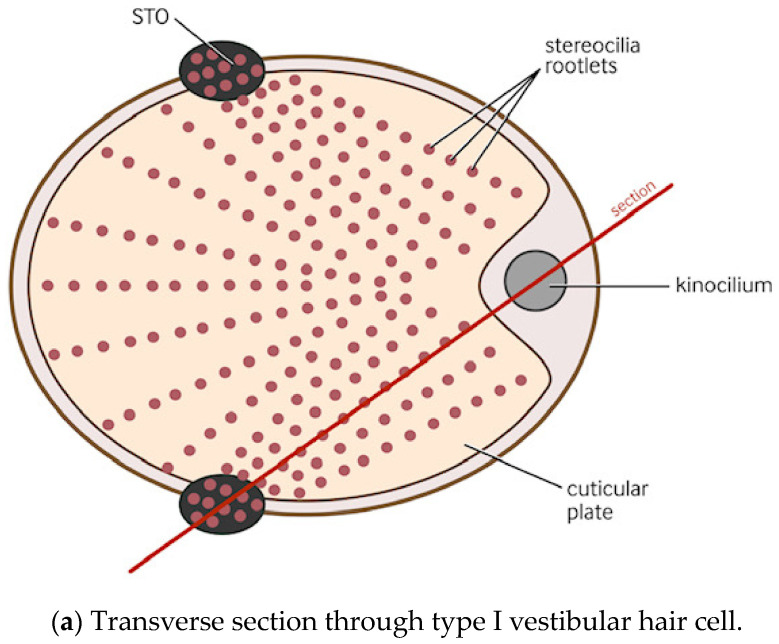 STO
stereocilia
rootlets
section
kinocilium
cuticular
plate
(a) Transverse section through type I vestibular hair cell.